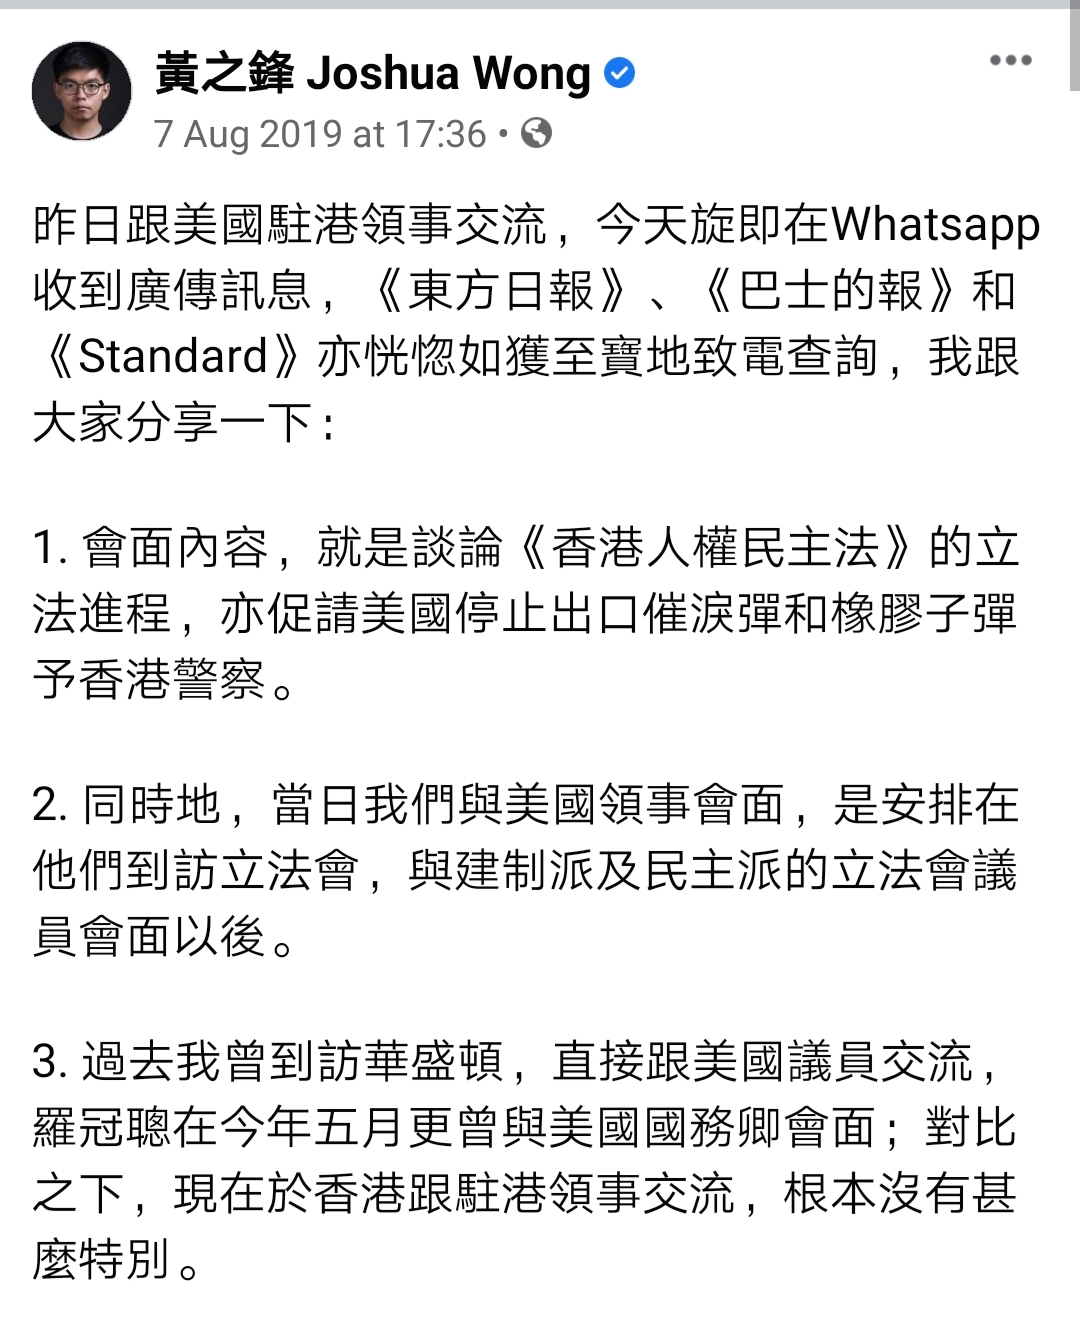 黃之鋒 Joshua Wong
7 Aug 2019 at 17:36 •
昨日跟美國駐港領事交流，今天旋即在Whatsapp
收到廣傳訊息，《東方日報》、《巴士的報》和
《Standard》亦恍惚如獲至寶地致電查詢，我跟
大家分享一下：
1. 會面內容，就是談論《香港人權民主法》的立
法進程，亦促請美國停止出口催淚彈和橡膠子彈
予香港警察。
2. 同時地，當日我們與美國領事會面，是安排在
他們到訪立法會，與建制派及民主派的立法會議
員會面以後。
3. 過去我曾到訪華盛頓，直接跟美國議員交流，
羅冠聰在今年五月更曾與美國國務卿會面；對比
之下，現在於香港跟駐港領事交流，根本沒有甚
麼特別。